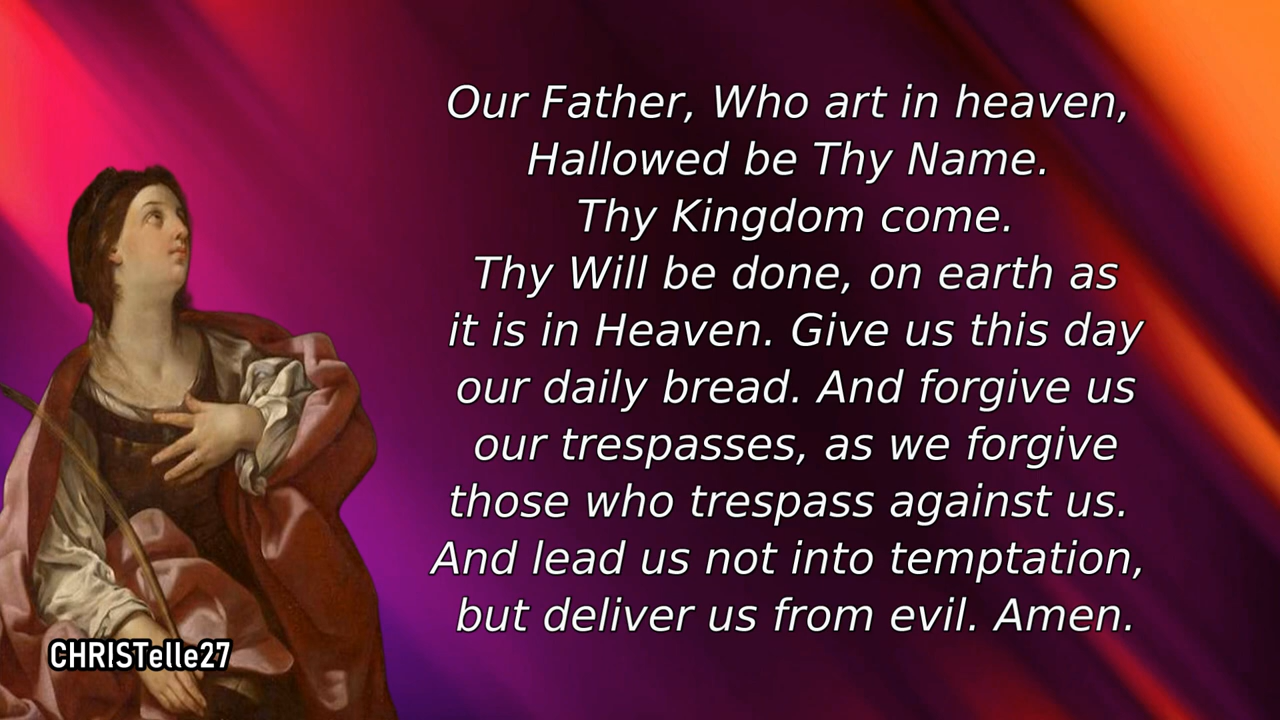 Our Father, Who art in heaven,
Hallowed be Thy Name.
Thy Kingdom come.
Thy Will be done, on earth as
it is in Heaven. Give us this day
our daily bread. And forgive us
our trespasses, as we forgive
those who trespass against us.
And lead us not into temptation,
but deliver us from evil. Amen.
CHRISTelle27